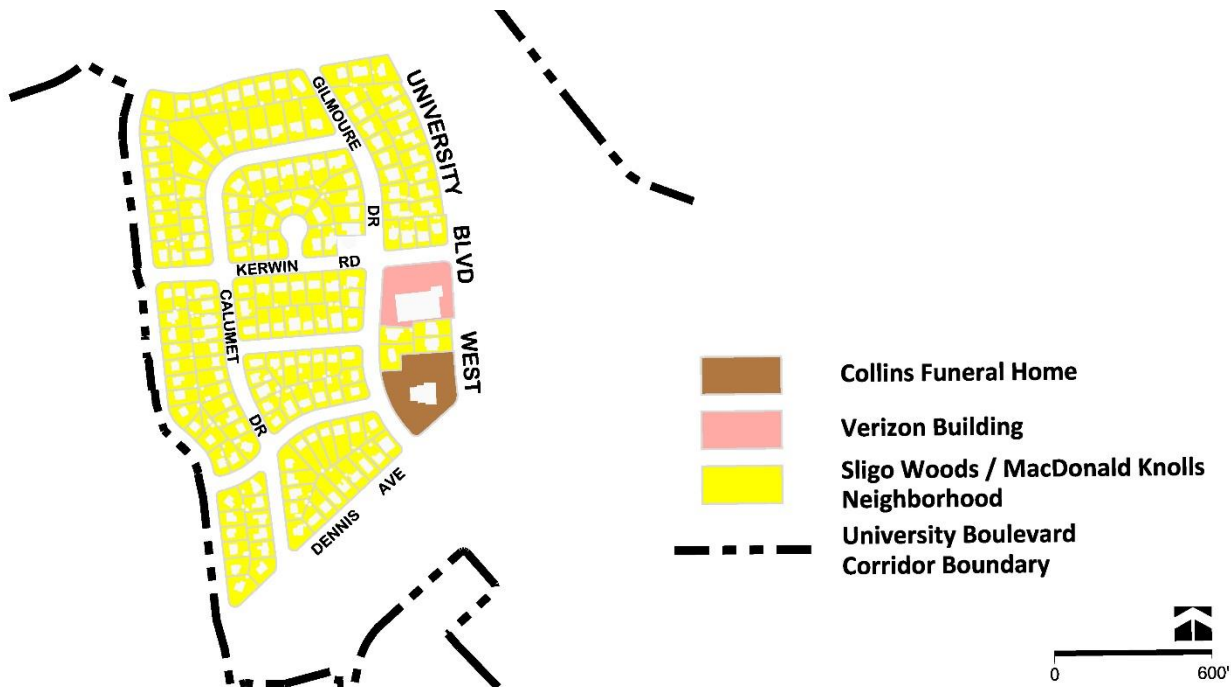 GILMOURE
DR
UNIVERSITY
BLVD
WEST
KERWIN RD
CALUMET
DR
DENNIS AVE
Collins Funeral Home
Verizon Building
Sligo Woods / MacDonald Knolls
Neighborhood
University Boulevard
Corridor Boundary
0 600'